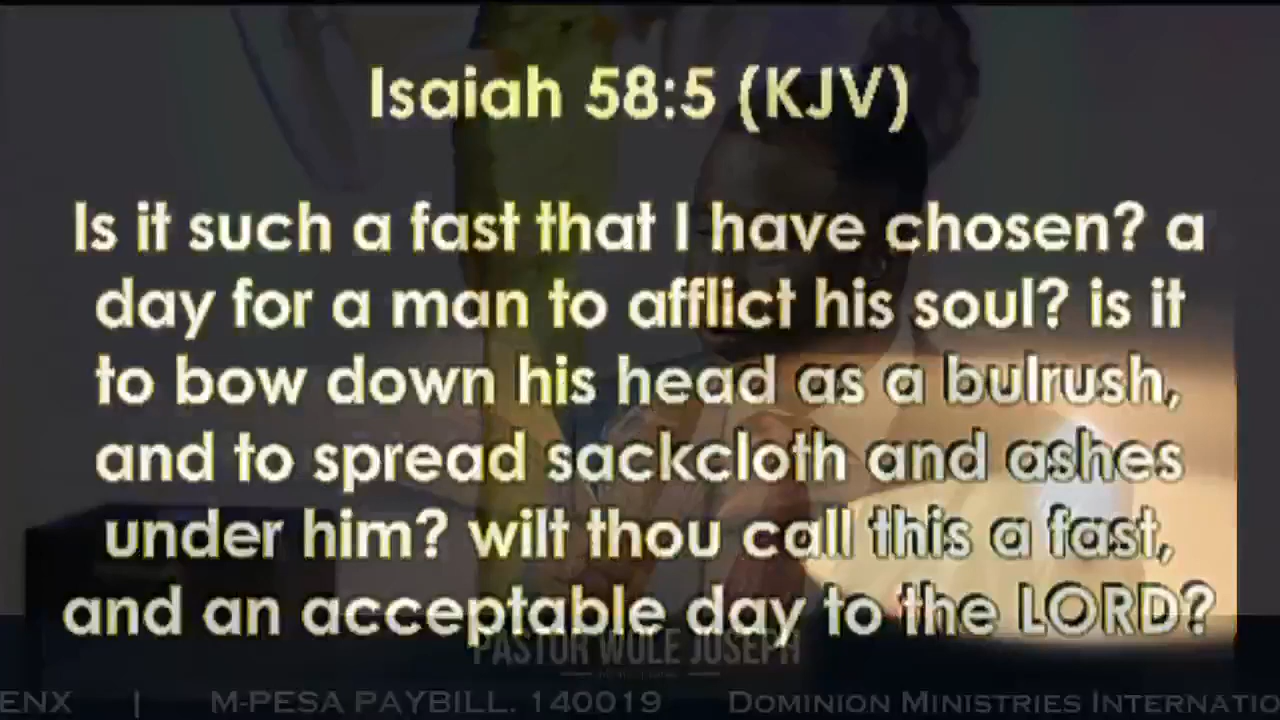 Isaiah 58:5 (KJV)
Is it such a fast that I have chosen? a
day for a man to afflict his soul? is it
to bow down his head as a bulrush,
and to spread sackcloth and ashes
under him? wilt thou call this a fast,
and an acceptable day to the LORD?
PASTOR WOLE JOSEPH
ENX | M-PESA PAYBILL. 140019 DOMINION MINISTRIES INTERNATIO